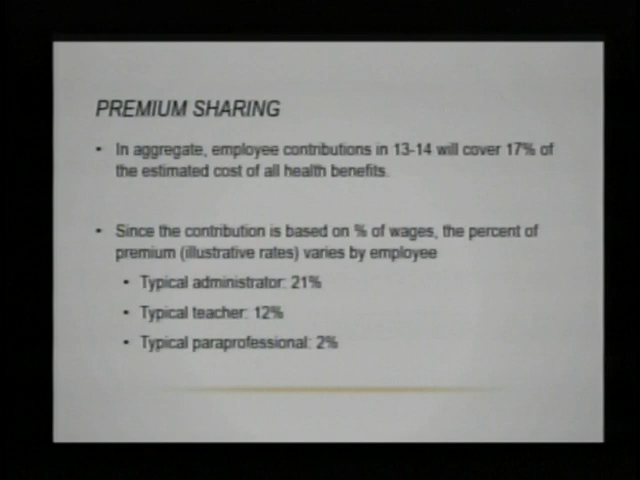 PREMIUM SHARING
• In aggregate, employee contributions in 13-14 will cover 17% of
the estimated cost of all health benefits.
• Since the contribution is based on % of wages, the percent of
premium (illustrative rates) varies by employee
• Typical administrator: 21%
• Typical teacher: 12%
• Typical paraprofessional: 2%